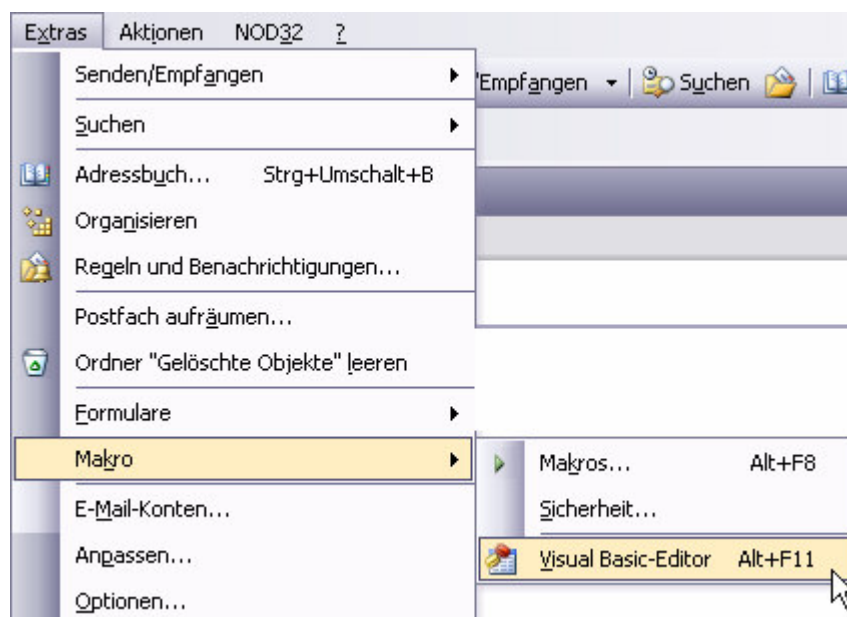 Extras Aktionen NOD32 ?
Senden/Empfangen
/Empfangen Suchen
Suchen
Adressbuch... Strg+Umschalt+B
Organisieren
Regeln und Benachrichtigungen...
Postfach aufräumen...
Ordner "Gelöschte Objekte" leeren
Formulare
Makro
Makros... Alt+F8
E-Mail-Konten...
Sicherheit...
Anpassen...
Visual Basic-Editor Alt+F11
Optionen...